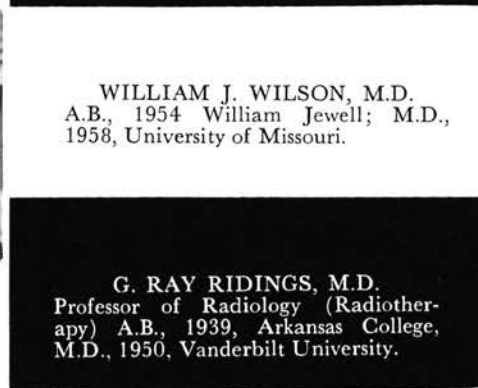 WILLIAM J. WILSON, M.D.
A.B., 1954 William Jewell; M.D.,
1958, University of Missouri.
G. RAY RIDINGS, M.D.
Professor of Radiology (Radiother-
apy) A.B., 1939, Arkansas College,
M.D., 1950, Vanderbilt University.